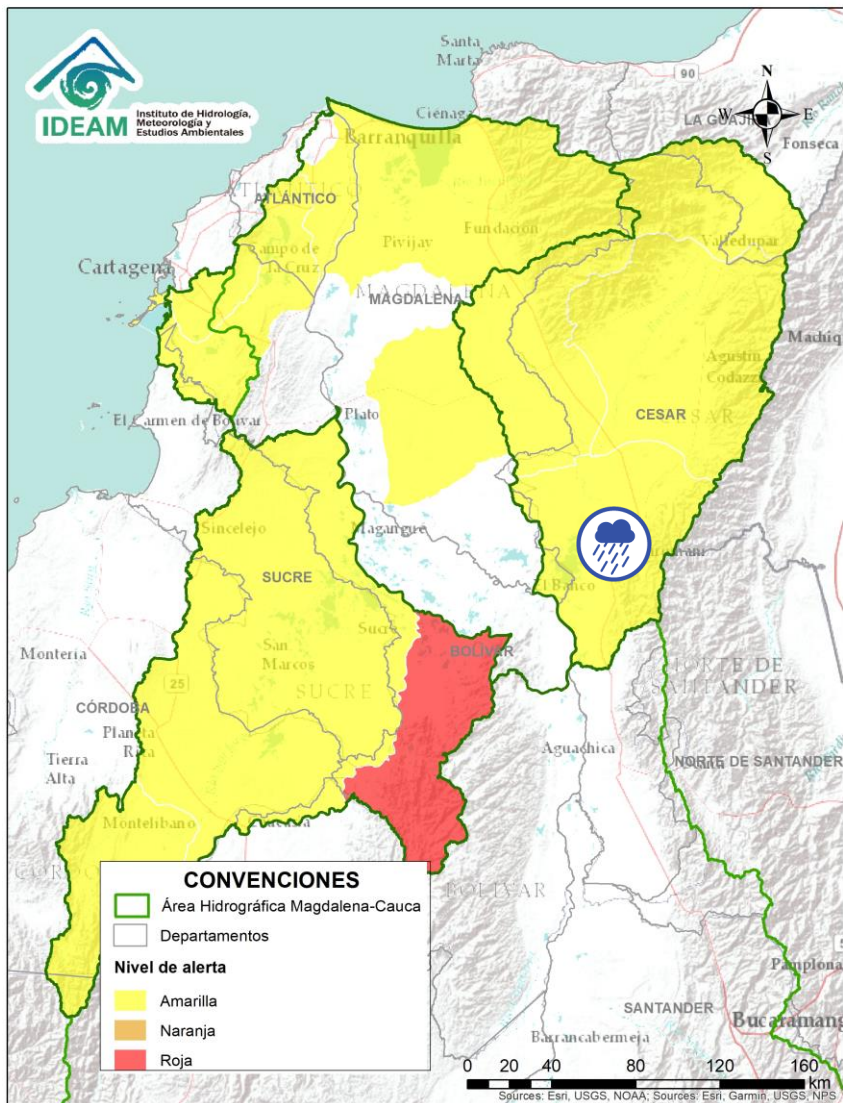 IDEAM
Instituto de Hidrología,
Meteorología y
Estudios Ambientales
Santa
Marta
90
N
W
E
S
Ciénaga
LA GUAJI
Fonseca
Barranquilla
ATLÁNTICO
Valledupar
Pivijay
Fundación
Campo de
la Cruz
Cartagena
MAGDALENA
Agustín
Codazzi
CESAR
El Carmen de Bolívar
Plato
Sincelejo
Magangue
El Banco
SUCRE
Sucre
San
Marcos
SUCRE
BOLÍVAR
Montería
25
CÓRDOBA
Planeta
Rica
Tierra
Alta
NORTE DE
SANTANDER
Aguachica
NORTE DE SANTANDER
Montelíbano
BOLÍVAR
Pamplona
SANTANDER
Bucaramang
Barrancabermeja
CONVENCIONES
Área Hidrográfica Magdalena-Cauca
Departamentos
Nivel de alerta
Amarilla
Naranja
Roja
0 20 40 80 120 160
km
Sources: Esri, USGS, NOAA; Sources: Esri, Garmin, USGS, NPS